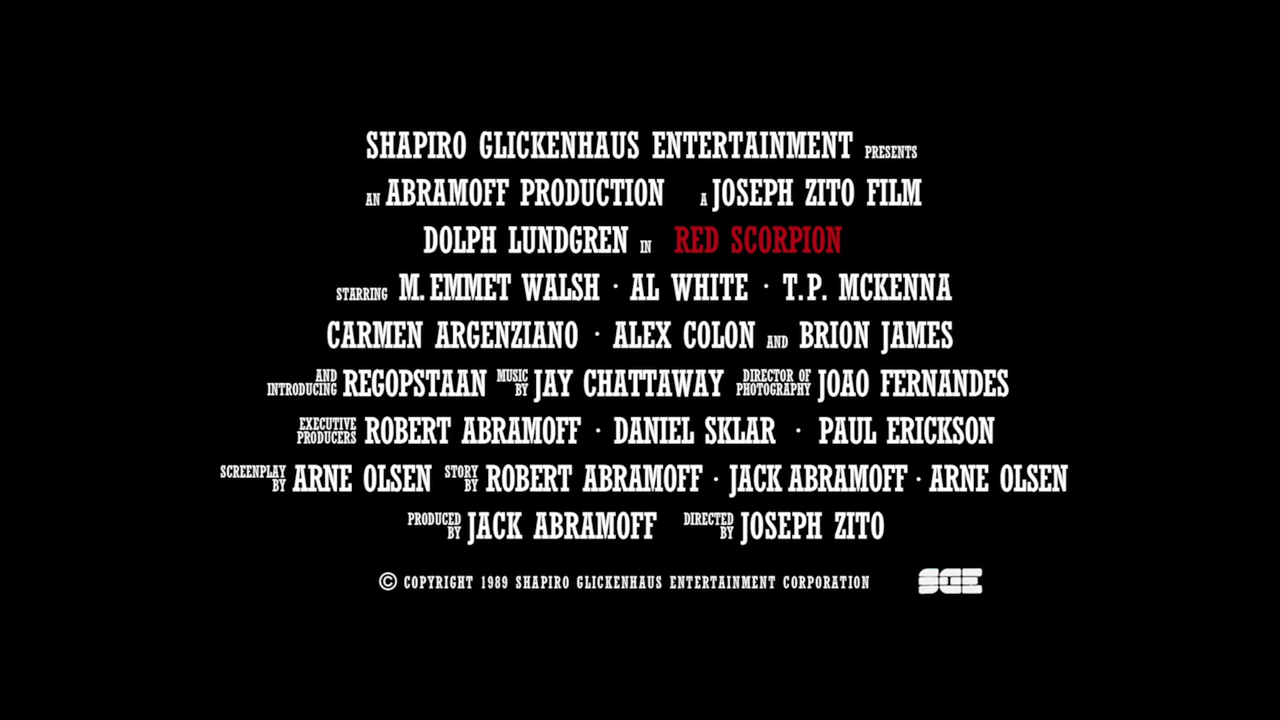 SHAPIRO GLICKENHAUS ENTERTAINMENT PRESENTS
AN ABRAMOFF PRODUCTION A JOSEPH ZITO FILM
DOLPH LUNDGREN IN RED SCORPION
STARRING M. EMMET WALSH · AL WHITE · T.P. MCKENNA
CARMEN ARGENZIANO · ALEX COLON AND BRION JAMES
AND INTRODUCING REGOPSTAAN MUSIC BY JAY CHATTAWAY DIRECTOR OF PHOTOGRAPHY JOAO FERNANDES
EXECUTIVE PRODUCERS ROBERT ABRAMOFF · DANIEL SKLAR · PAUL ERICKSON
SCREENPLAY BY ARNE OLSEN STORY BY ROBERT ABRAMOFF · JACK ABRAMOFF · ARNE OLSEN
PRODUCED BY JACK ABRAMOFF DIRECTED BY JOSEPH ZITO
© COPYRIGHT 1989 SHAPIRO GLICKENHAUS ENTERTAINMENT CORPORATION SGE